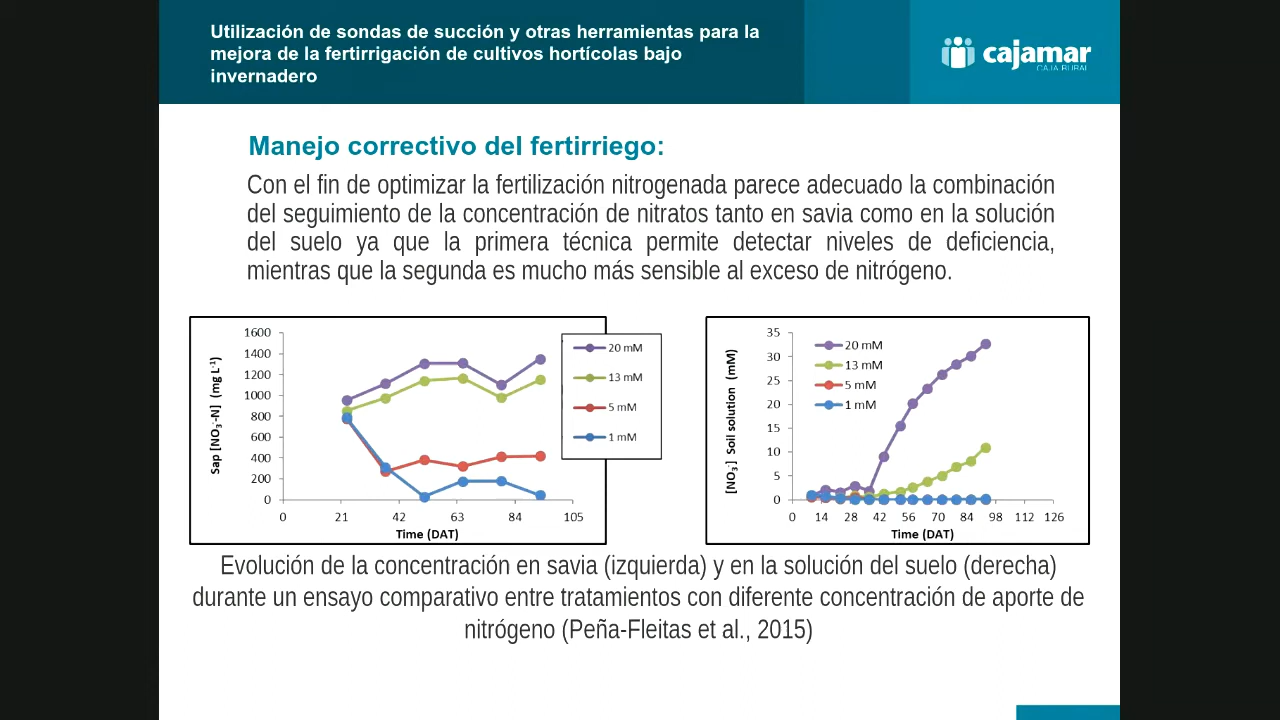 Utilización de sondas de succión y otras herramientas para la
mejora de la fertirrigación de cultivos hortícolas bajo
invernadero
cajamar
CAJA RURAL
Manejo correctivo del fertirriego:
Con el fin de optimizar la fertilización nitrogenada parece adecuado la combinación
del seguimiento de la concentración de nitratos tanto en savia como en la solución
del suelo ya que la primera técnica permite detectar niveles de deficiencia,
mientras que la segunda es mucho más sensible al exceso de nitrógeno.
Sap [NO₃⁻-N] (mg L⁻¹)
1600
1400
1200
1000
800
600
400
200
0
0 21 42 63 84 105
Time (DAT)
20 mM
13 mM
5 mM
1 mM
[NO₃⁻] Soil solution (mM)
35
30
25
20
15
10
5
0
0 14 28 42 56 70 84 98 112 126
Time (DAT)
20 mM
13 mM
5 mM
1 mM
Evolución de la concentración en savia (izquierda) y en la solución del suelo (derecha)
durante un ensayo comparativo entre tratamientos con diferente concentración de aporte de
nitrógeno (Peña-Fleitas et al., 2015)